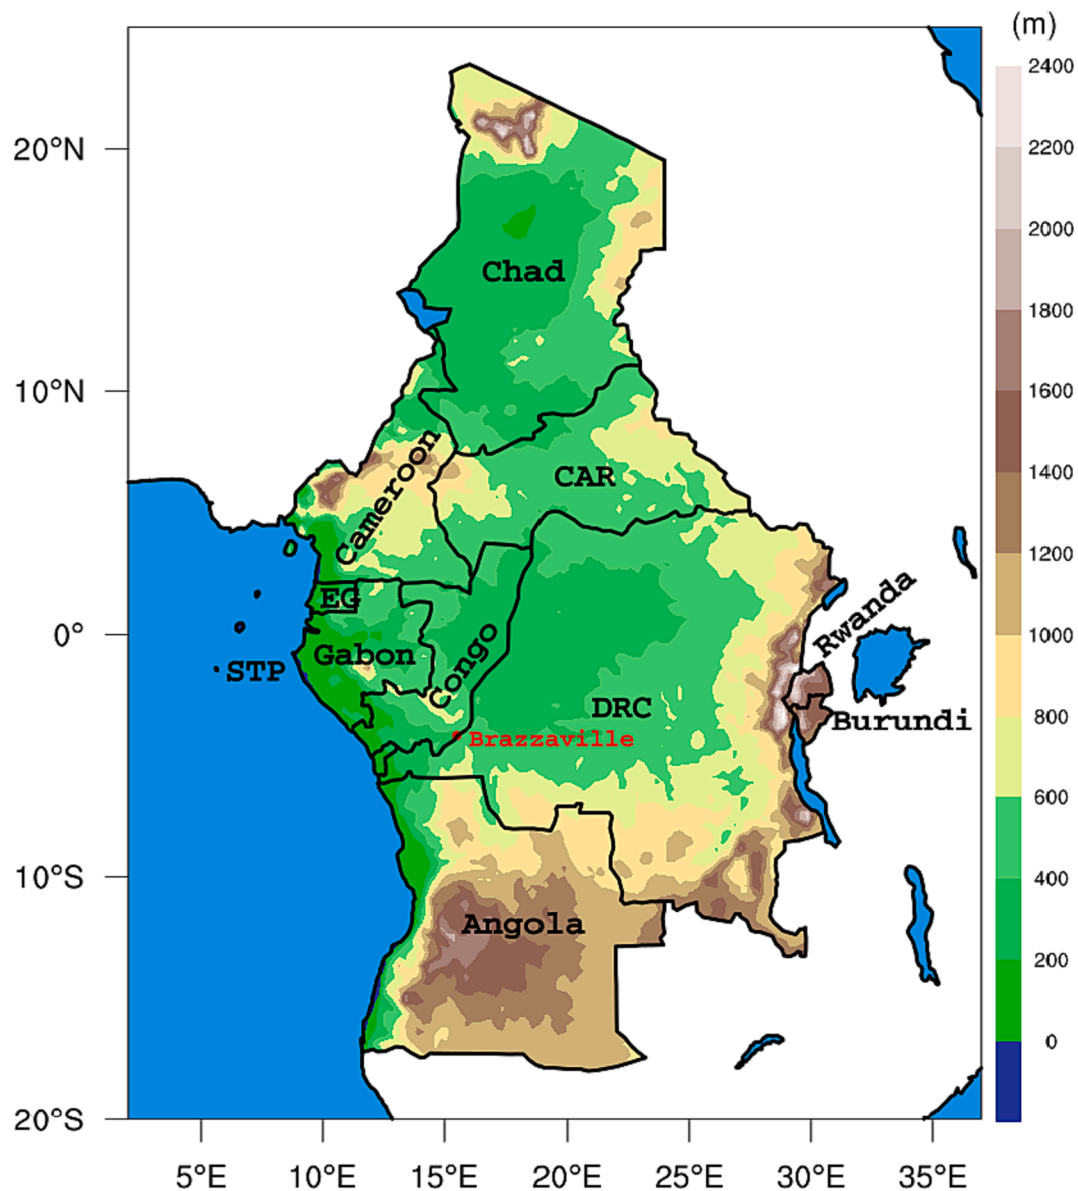 (m)
2400
2200
2000
1800
1600
1400
1200
1000
800
600
400
200
0
20°N
10°N
0°
10°S
20°S
5°E
10°E
15°E
20°E
25°E
30°E
35°E
Chad
CAR
Cameroon
EG
Gabon
Congo
STP
DRC
Rwanda
Burundi
Brazzaville
Angola